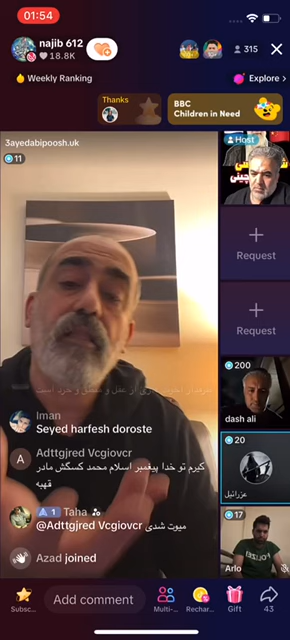 01:54
najib 612
18.8K
315
Weekly Ranking
Explore >
Thanks
BBC
Children in Need
3ayedabipoosh.uk
11
Host
چینی
Request
Request
Iman
Seyed harfesh doroste
200
dash ali
Adttgjred Vcgiovcr
A
کیرم تو خدا پیغمبر اسلام محمد کسگش مادر
قهبه
20
عزرائیل
1 Taha
@Adttgjred Vcgiovcr میوت شدی
17
Arlo
Azad joined
Subsc...
Add comment
Multi-...
Rechar...
Gift
43